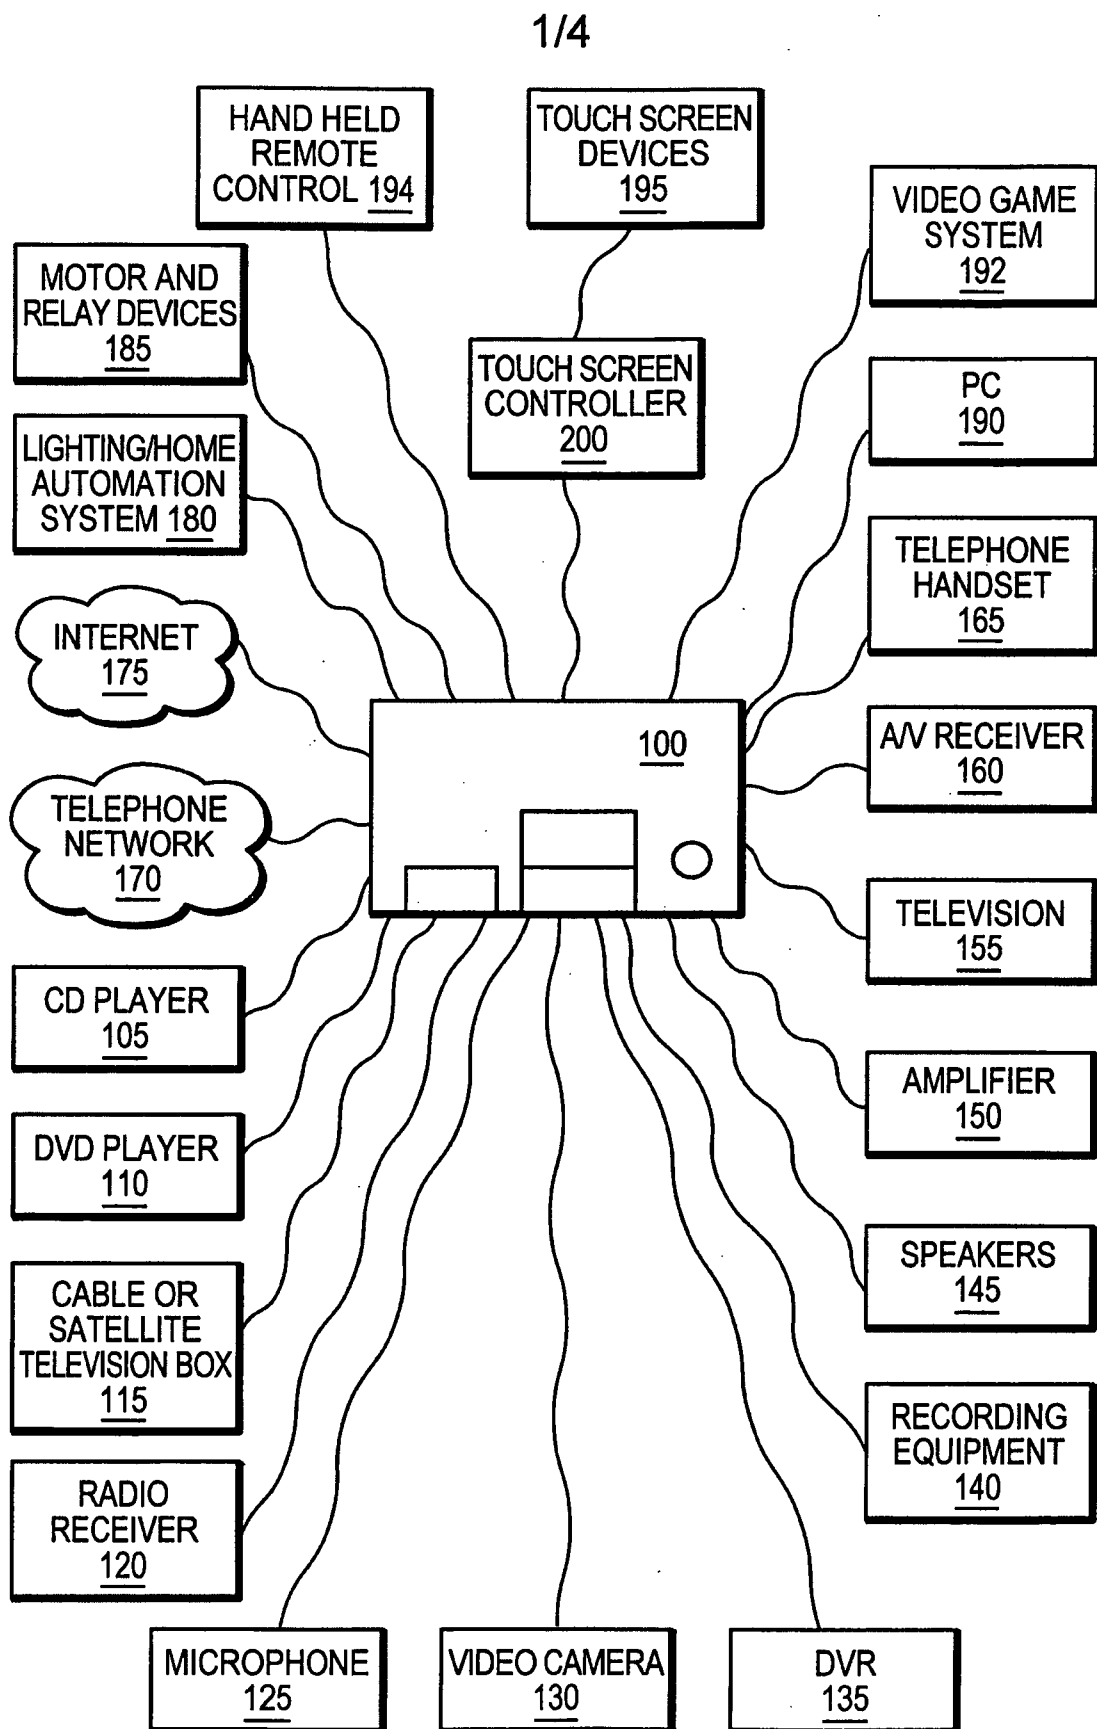 1/4
HAND HELD
REMOTE
CONTROL 194
TOUCH SCREEN
DEVICES
195
VIDEO GAME
SYSTEM
192
MOTOR AND
RELAY DEVICES
185
TOUCH SCREEN
CONTROLLER
200
PC
190
LIGHTING/HOME
AUTOMATION
SYSTEM 180
TELEPHONE
HANDSET
165
INTERNET
175
100
A/V RECEIVER
160
TELEPHONE
NETWORK
170
TELEVISION
155
CD PLAYER
105
AMPLIFIER
150
DVD PLAYER
110
SPEAKERS
145
CABLE OR
SATELLITE
TELEVISION BOX
115
RECORDING
EQUIPMENT
140
RADIO
RECEIVER
120
MICROPHONE
125
VIDEO CAMERA
130
DVR
135